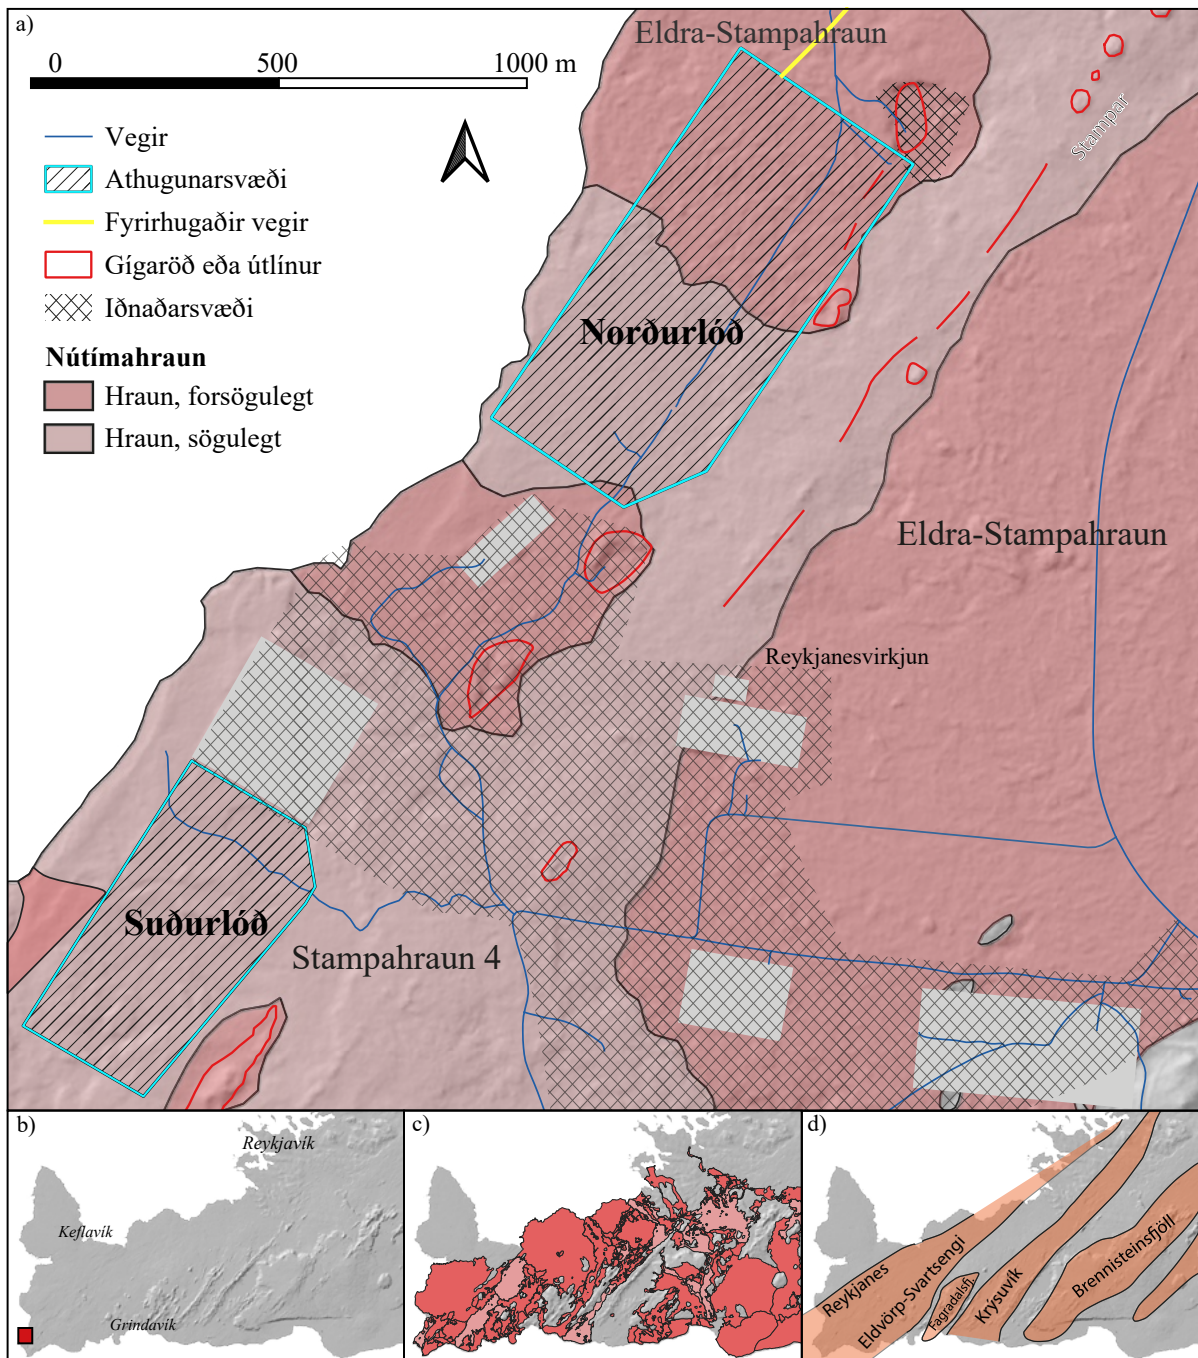 a)
Eldra-Stampahraun
0 500 1000 m
Stampar
Vegir
Athugunarsvæði
Fyrirhugaðir vegir
Gígaröð eða útlínur
Iðnaðarsvæði
Nútímahraun
Hraun, forsögulegt
Hraun, sögulegt
Norðurlóð
Eldra-Stampahraun
Reykjanesvirkjun
Suðurlóð
Stampahraun 4
b)
Reykjavík
Keflavík
Grindavík
c)
d)
Reykjanes
Eldvörp-Svartsengi
Fagradalsfj.
Krýsuvík
Brennisteinsfjöll